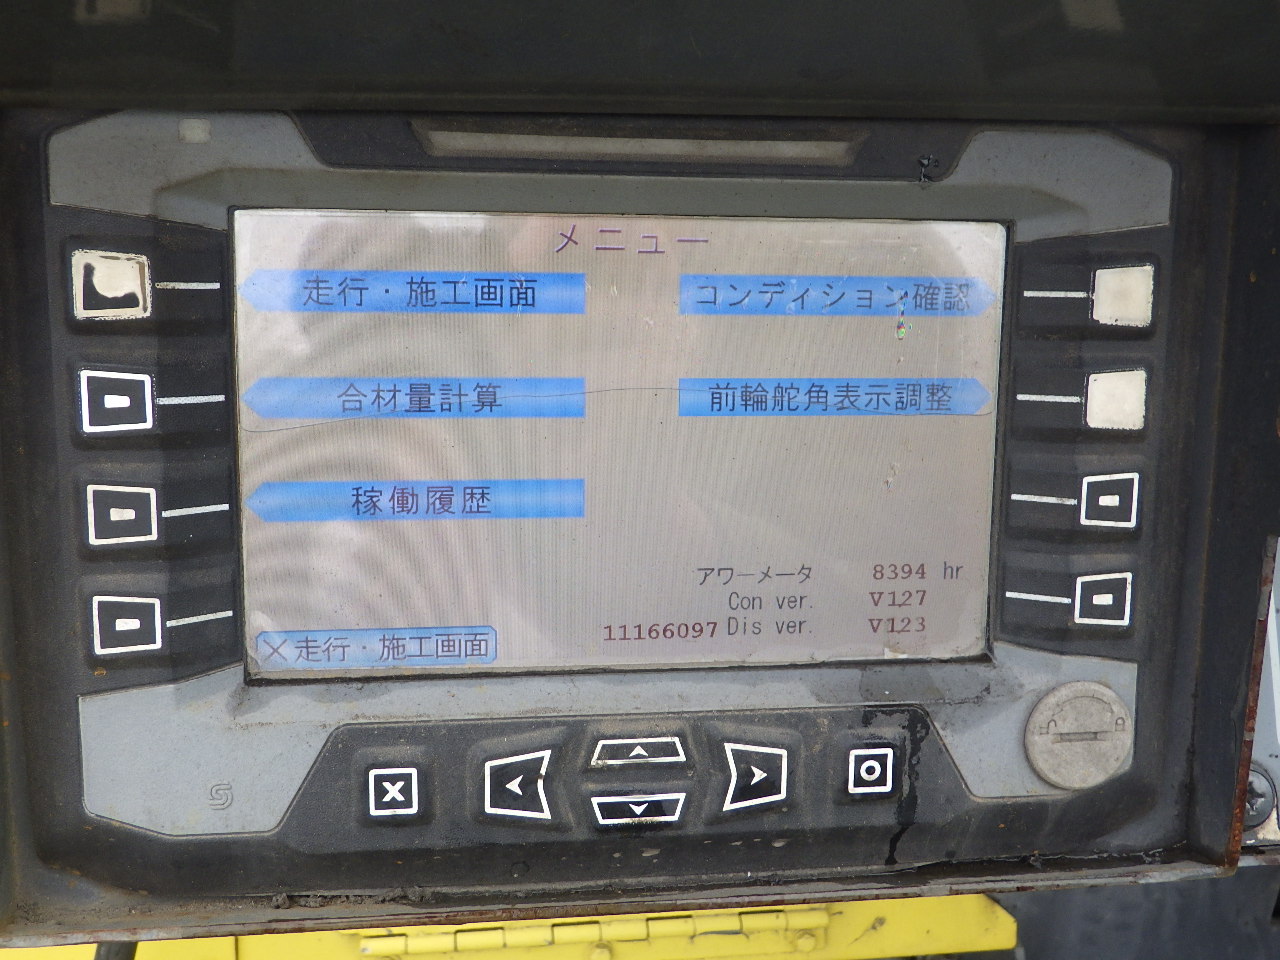 メニュー
走行・施工画面
コンディション確認
合材量計算
前輪舵角表示調整
稼働履歴
アワーメータ 8394 hr
Con ver. V127
11166097 Dis ver. V123
×走行・施工画面